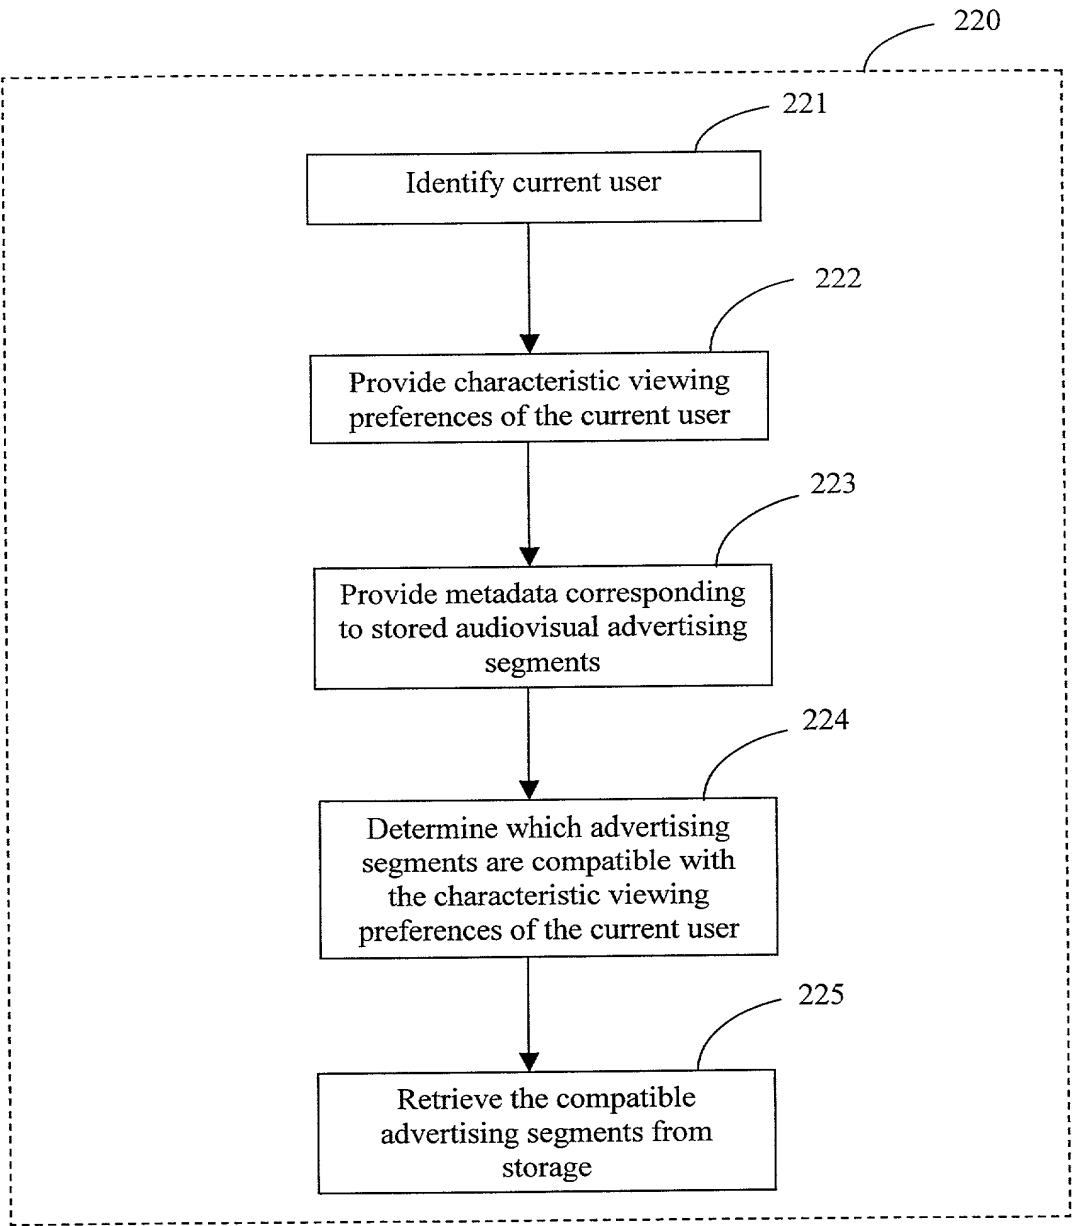 220
221
Identify current user
222
Provide characteristic viewing
preferences of the current user
223
Provide metadata corresponding
to stored audiovisual advertising
segments
224
Determine which advertising
segments are compatible with
the characteristic viewing
preferences of the current user
225
Retrieve the compatible
advertising segments from
storage